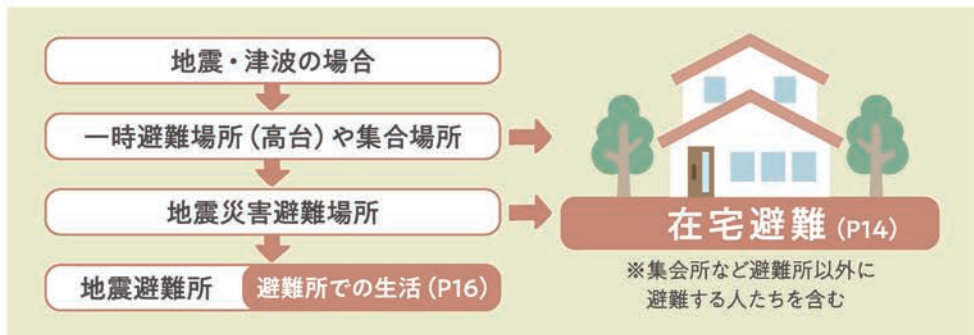 地震・津波の場合
一時避難場所(高台)や集合場所
地震災害避難場所
地震避難所 避難所での生活(P16)
在宅避難(P14)
※集会所など避難所以外に
避難する人たちを含む